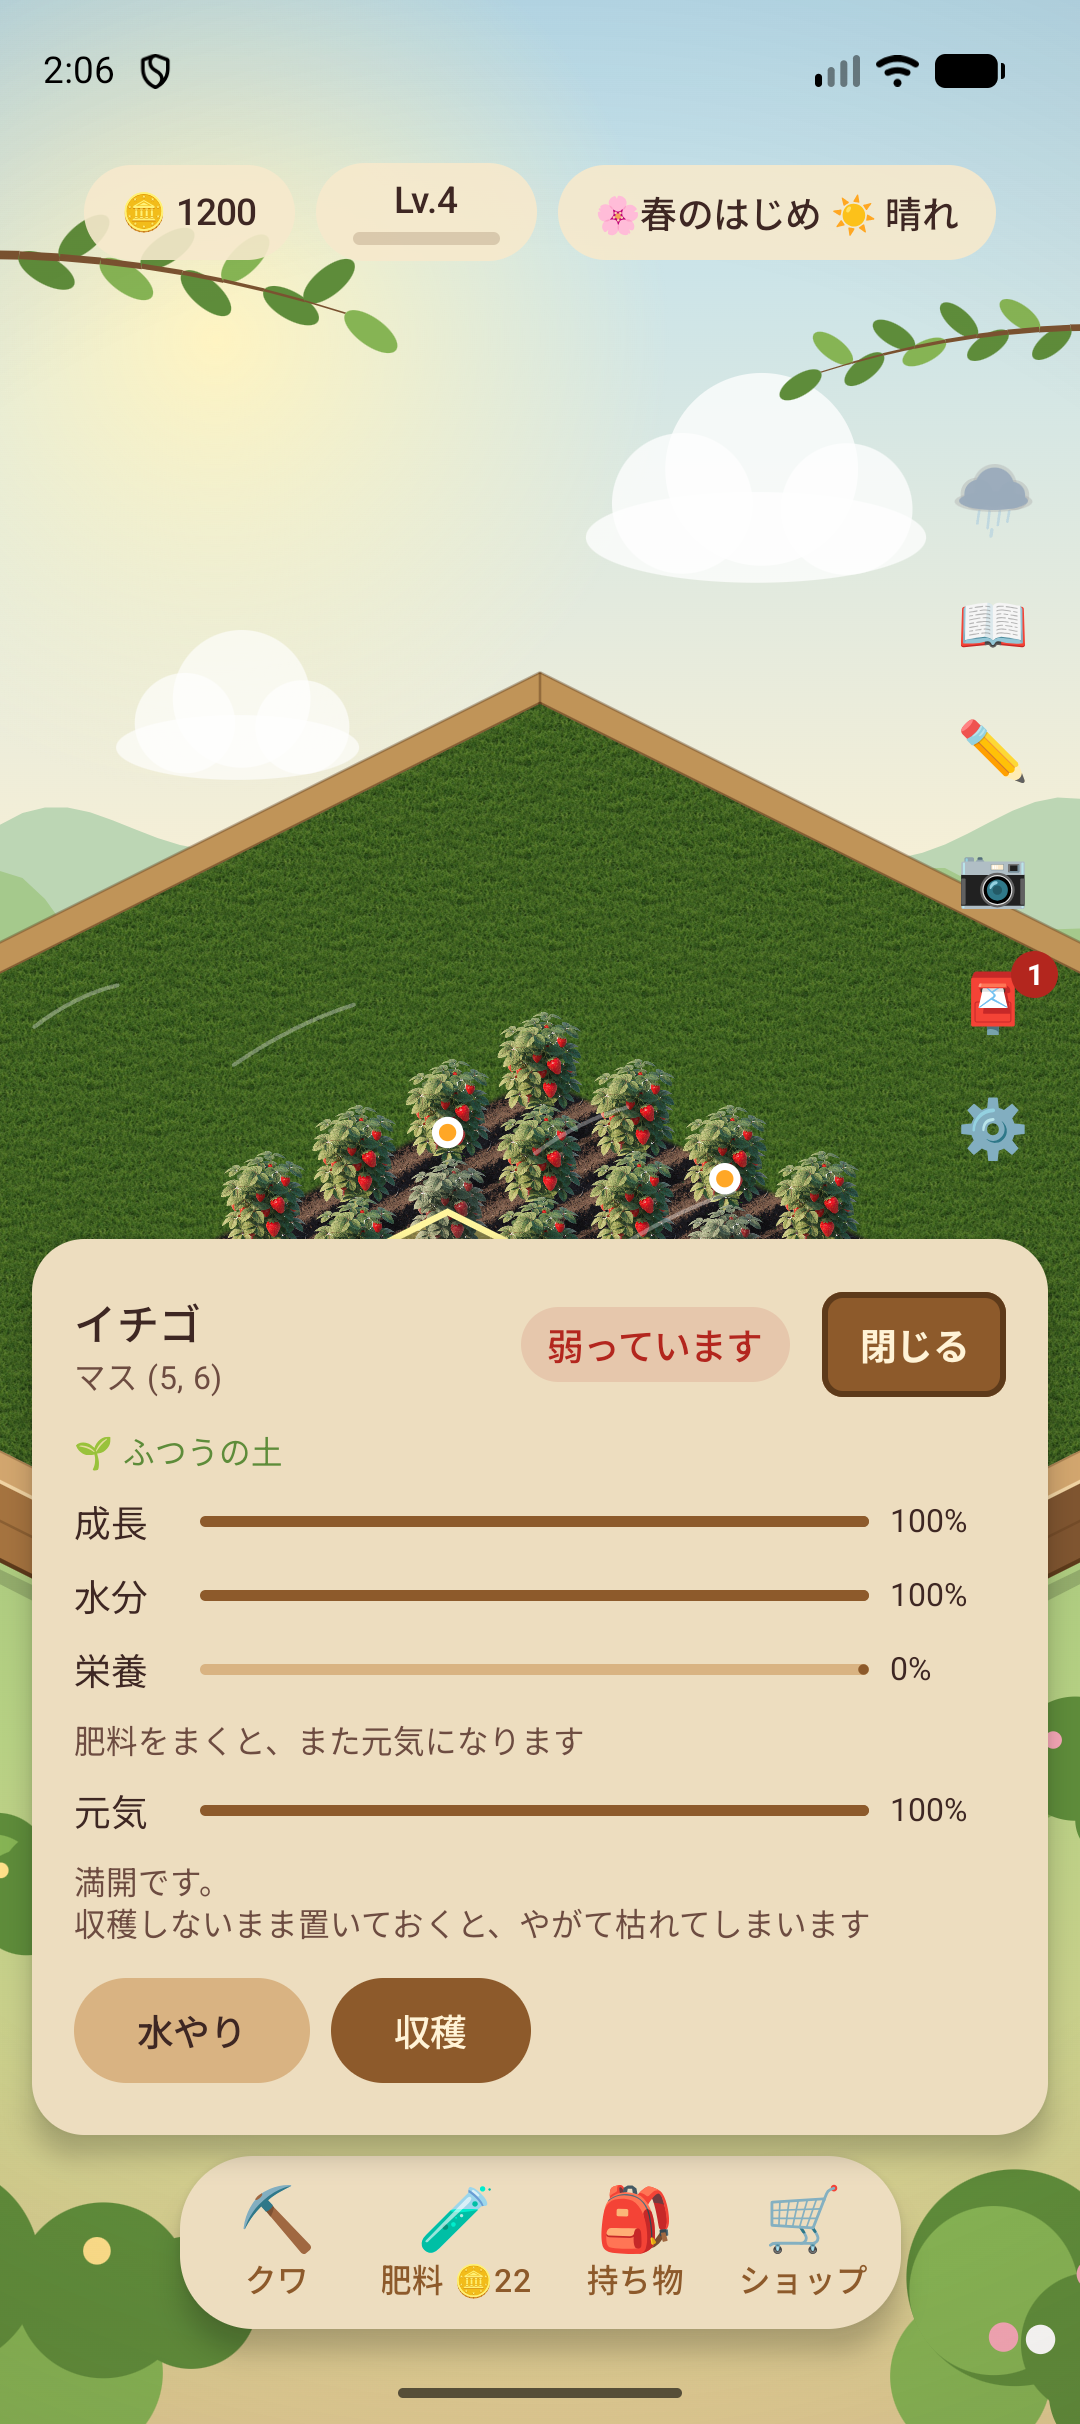 2:06
1200
Lv.4
春のはじめ 晴れ
1
イチゴ
マス (5, 6)
弱っています
閉じる
ふつうの土
成長 100%
水分 100%
栄養 0%
肥料をまくと、また元気になります
元気 100%
満開です。
収穫しないまま置いておくと、やがて枯れてしまいます
水やり
収穫
クワ
肥料 22
持ち物
ショップ